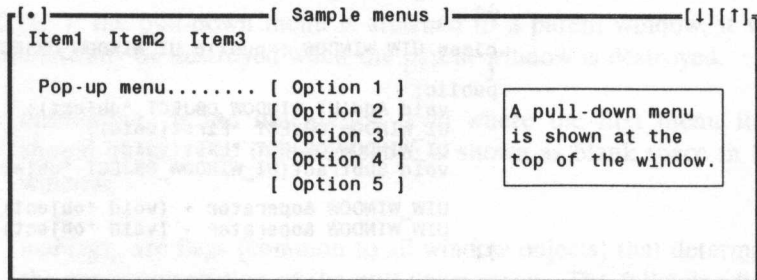 [•] [ Sample menus ] [↓][↑]
Item1 Item2 Item3
Pop-up menu........ [ Option 1 ]
[ Option 2 ]
[ Option 3 ]
[ Option 4 ]
[ Option 5 ]
A pull-down menu
is shown at the
top of the window.